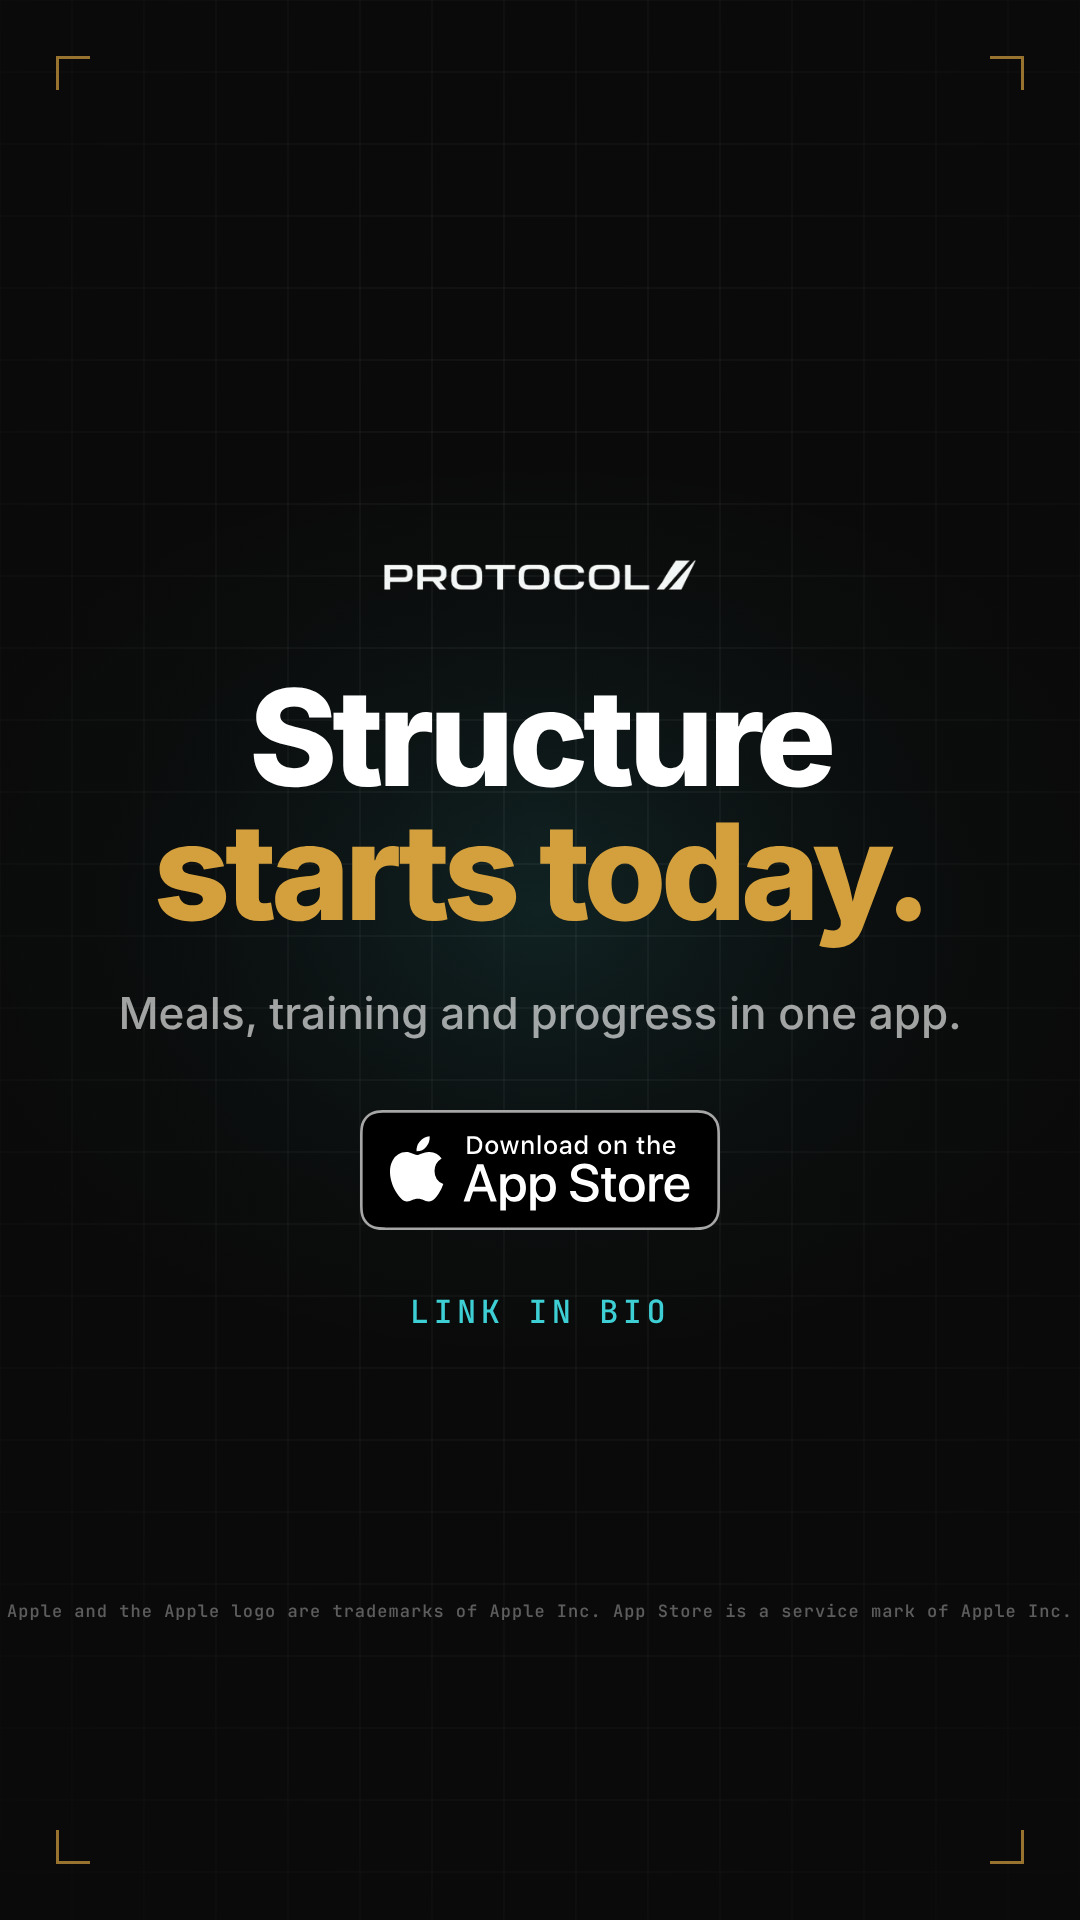 PROTOCOL
Structure
starts today.
Meals, training and progress in one app.
Download on the
App Store
LINK IN BIO
Apple and the Apple logo are trademarks of Apple Inc. App Store is a service mark of Apple Inc.